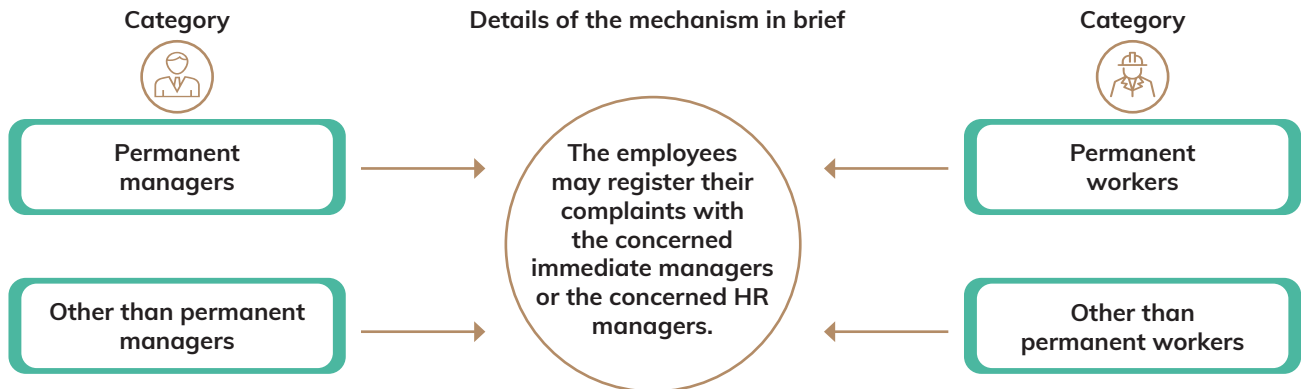 Category
Details of the mechanism in brief
Category
Permanent
managers
Other than permanent
managers
The employees
may register their
complaints with
the concerned
immediate managers
or the concerned HR
managers.
Permanent
workers
Other than
permanent workers